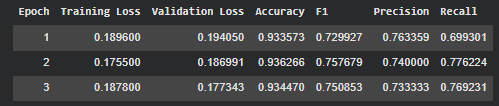 Epoch Training Loss Validation Loss Accuracy F1 Precision Recall
1 0.189600 0.194050 0.933573 0.729927 0.763359 0.699301
2 0.175500 0.186991 0.936266 0.757679 0.740000 0.776224
3 0.187800 0.177343 0.934470 0.750853 0.733333 0.769231